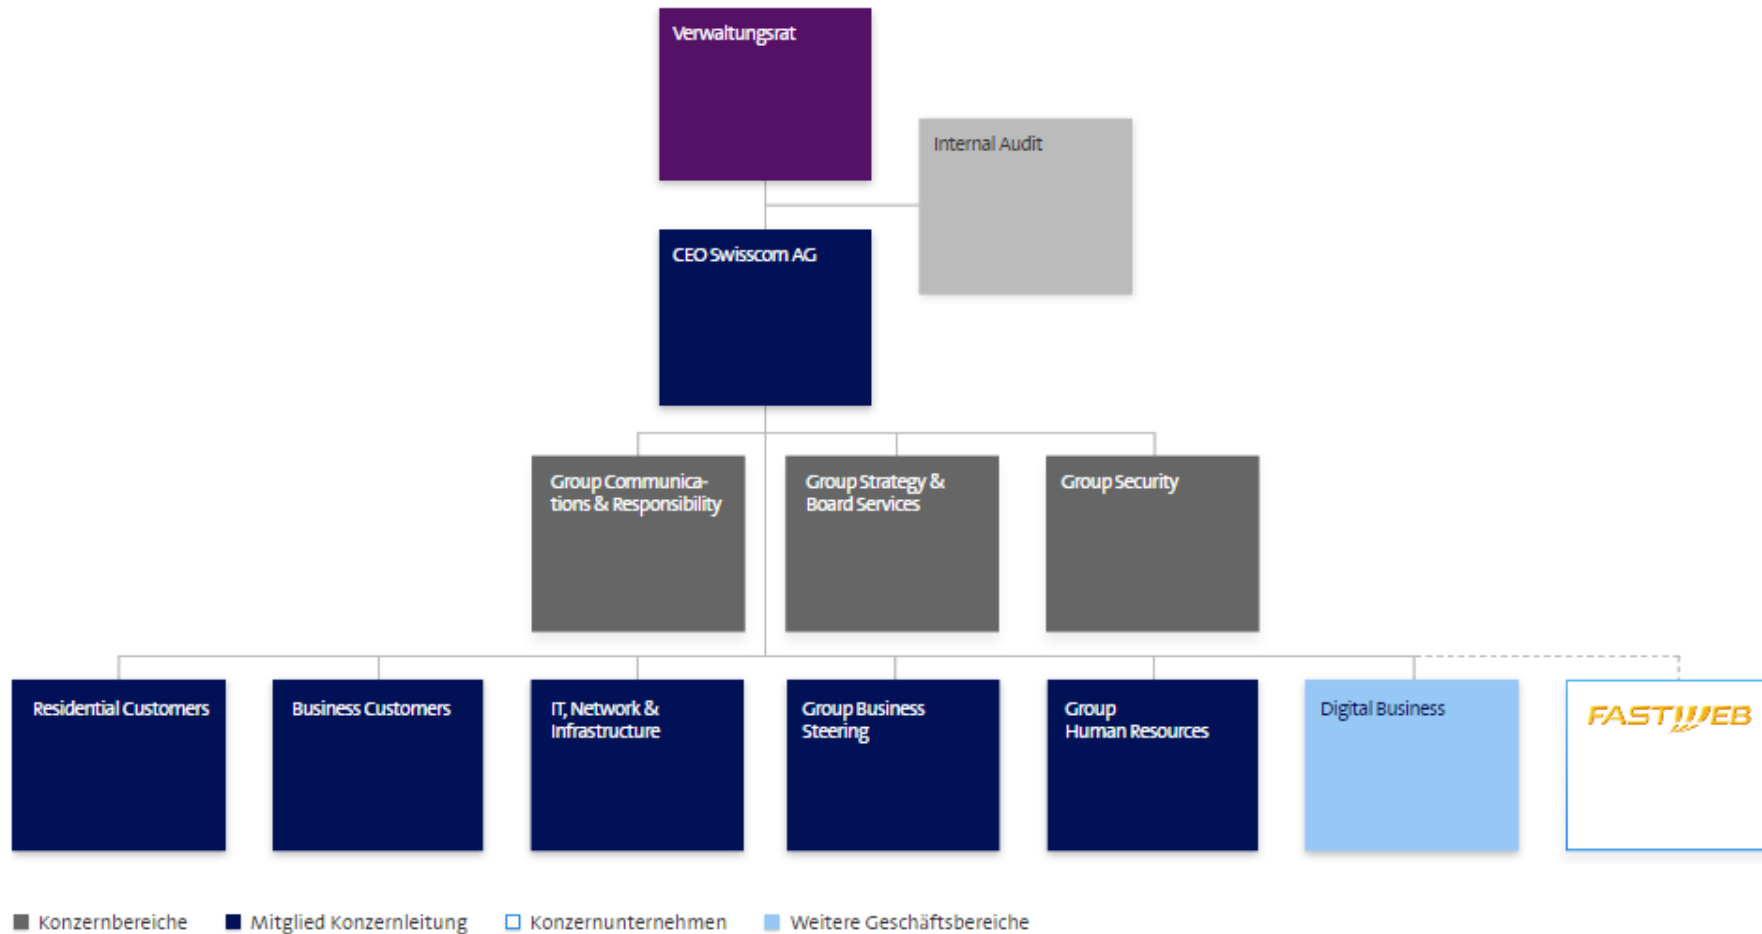 Verwaltungsrat
Internal Audit
CEO Swisscom AG
Group Communica-
tions & Responsibility
Group Strategy &
Board Services
Group Security
Residential Customers
Business Customers
IT, Network &
Infrastructure
Group Business
Steering
Group
Human Resources
Digital Business
FASTWEB
Konzernbereiche
Mitglied Konzernleitung
Konzernunternehmen
Weitere Geschäftsbereiche